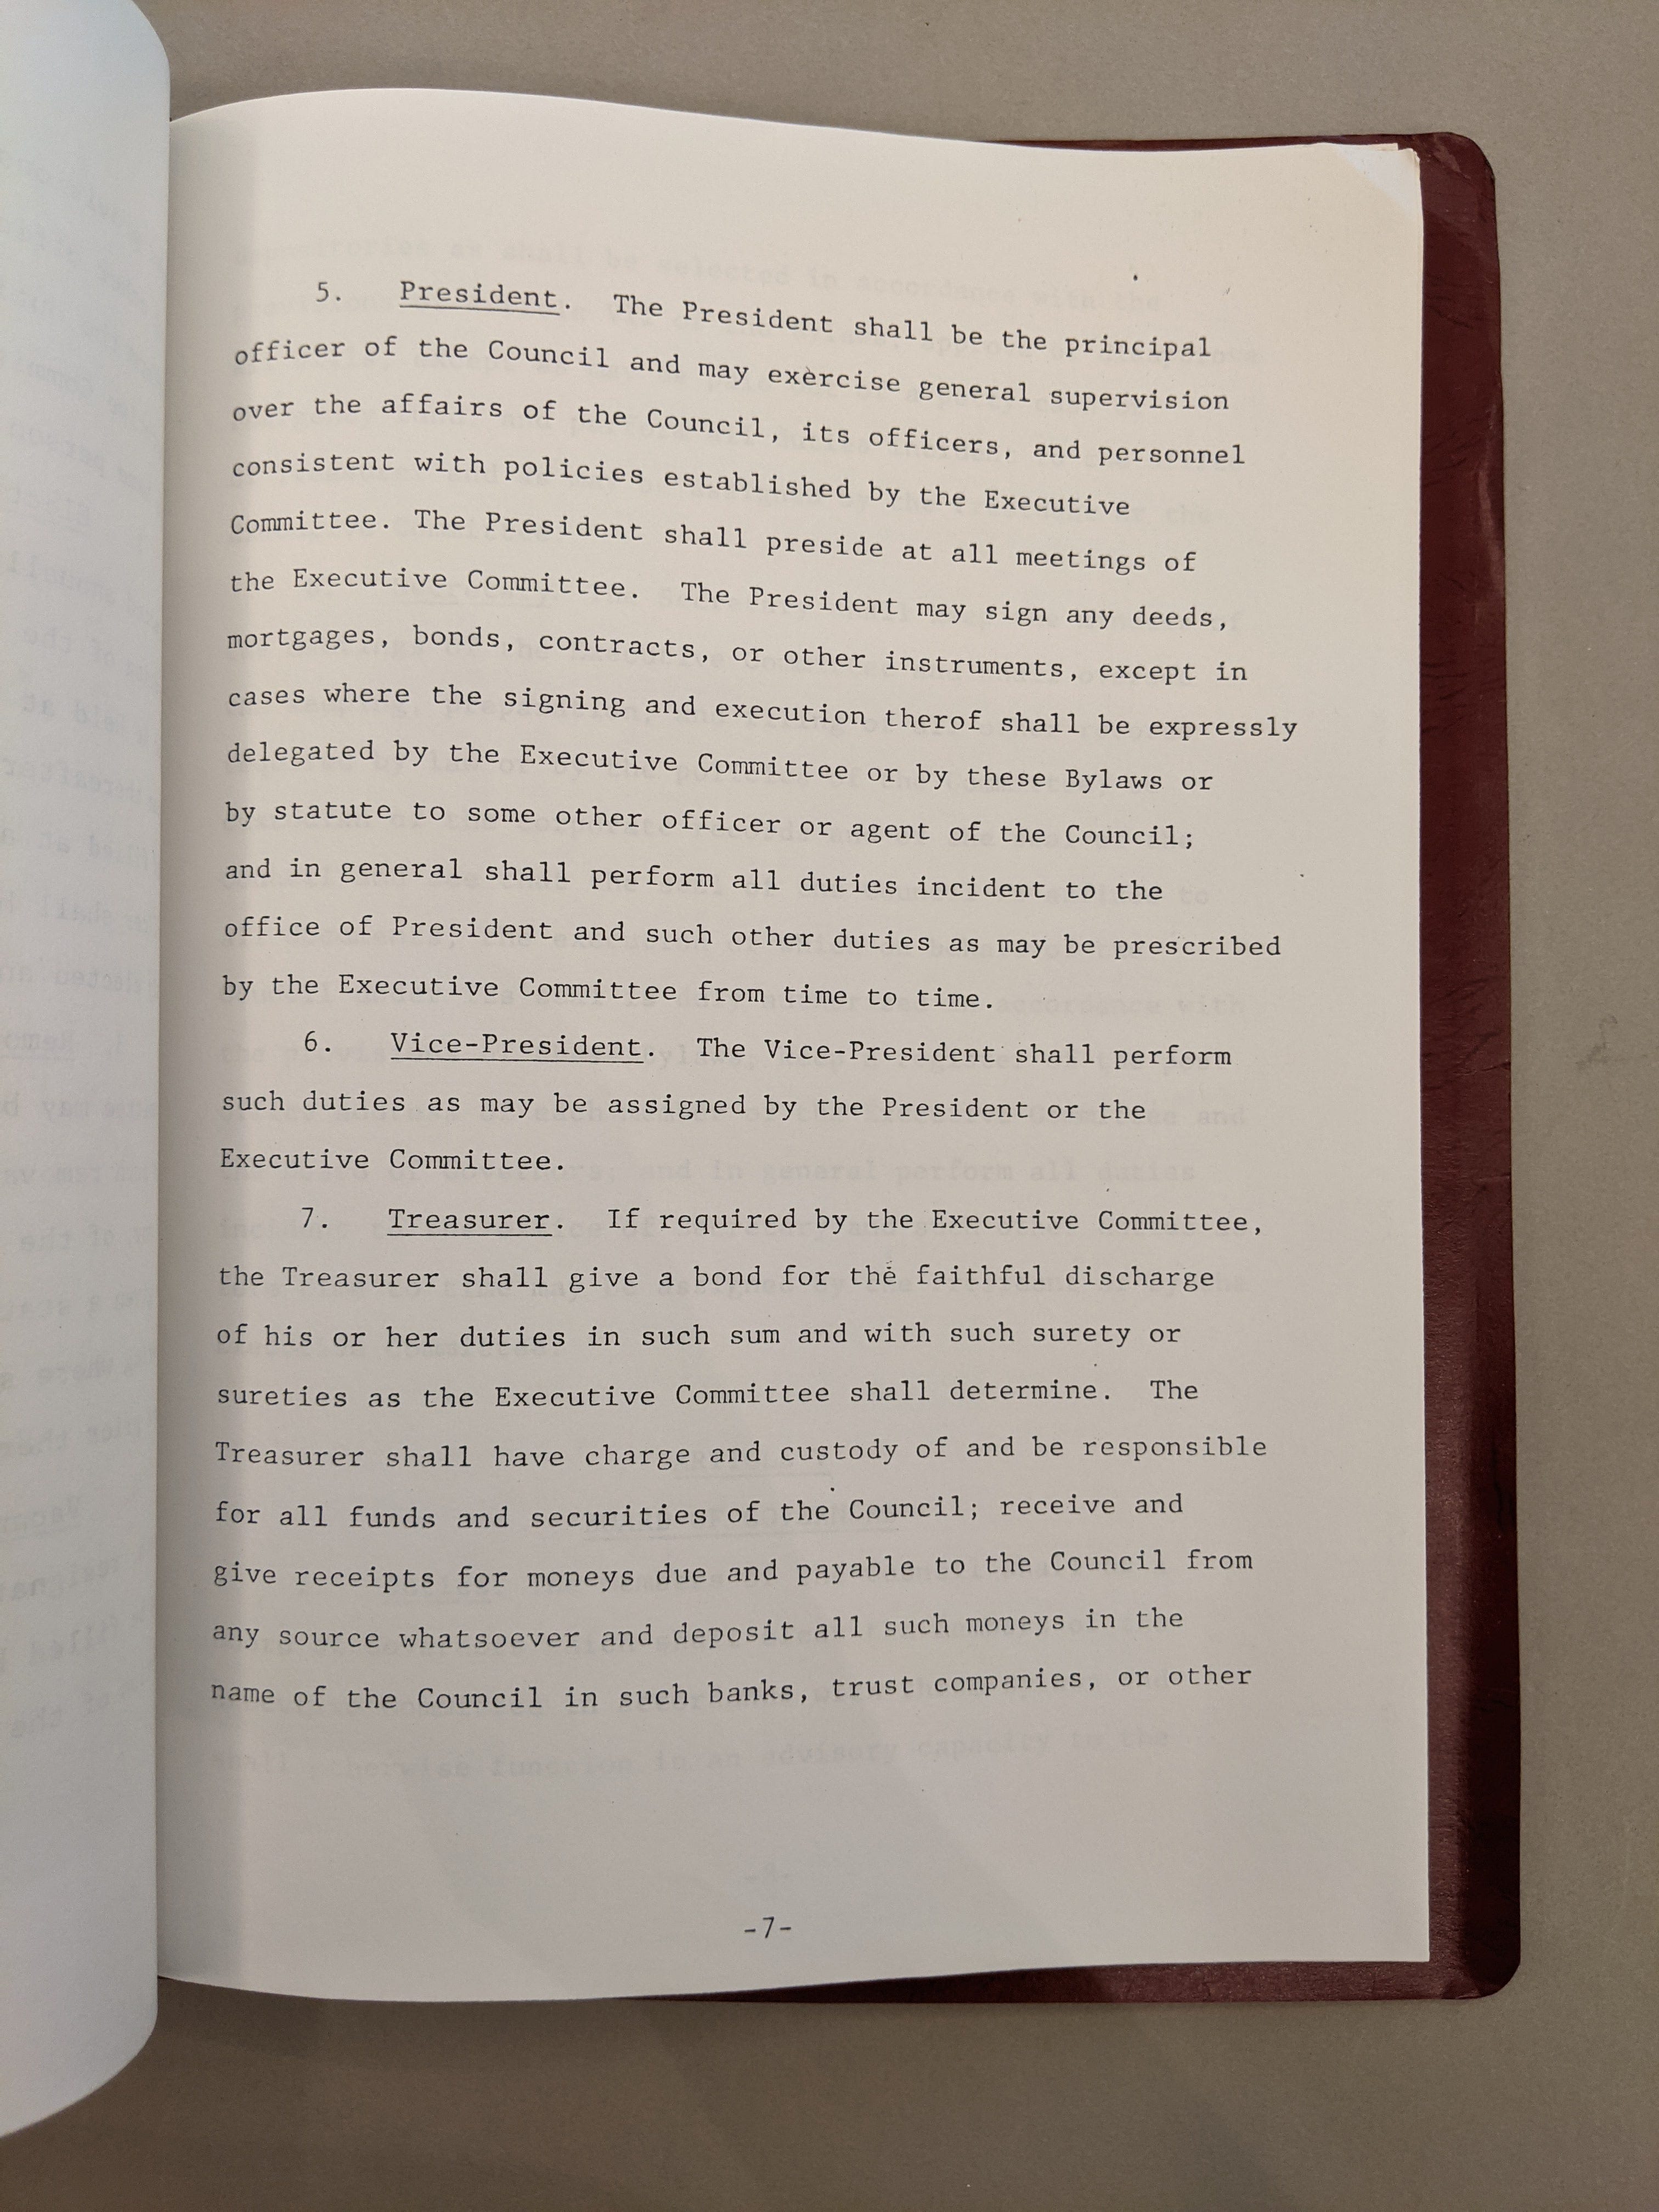 5. President. The President shall be the principal
officer of the Council and may exercise general supervision
over the affairs of the Council, its officers, and personnel
consistent with policies established by the Executive
Committee. The President shall preside at all meetings of
the Executive Committee. The President may sign any deeds,
mortgages, bonds, contracts, or other instruments, except in
cases where the signing and execution therof shall be expressly
delegated by the Executive Committee or by these Bylaws or
by statute to some other officer or agent of the Council;
and in general shall perform all duties incident to the
office of President and such other duties as may be prescribed
by the Executive Committee from time to time.
6. Vice-President. The Vice-President shall perform
such duties as may be assigned by the President or the
Executive Committee.
7. Treasurer. If required by the Executive Committee,
the Treasurer shall give a bond for the faithful discharge
of his or her duties in such sum and with such surety or
sureties as the Executive Committee shall determine. The
Treasurer shall have charge and custody of and be responsible
for all funds and securities of the Council; receive and
give receipts for moneys due and payable to the Council from
any source whatsoever and deposit all such moneys in the
name of the Council in such banks, trust companies, or other
-7-